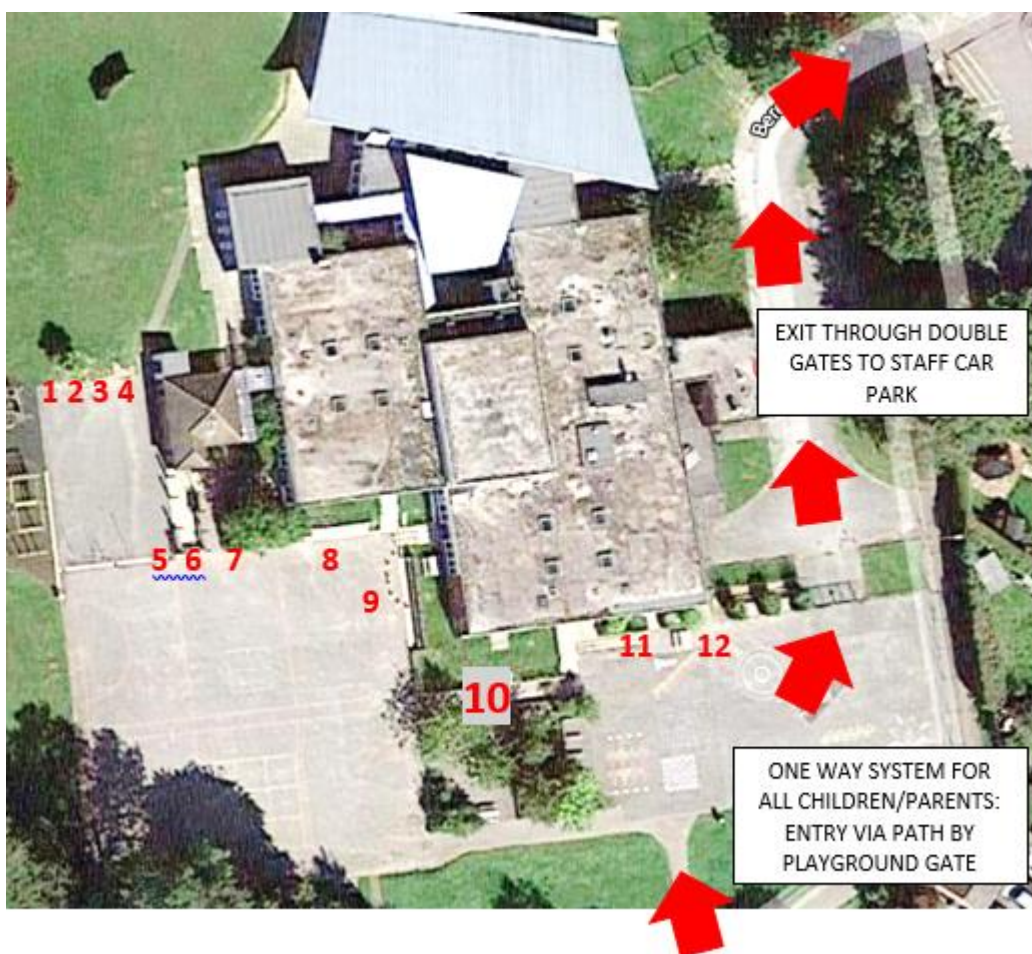 Ber
EXIT THROUGH DOUBLE
GATES TO STAFF CAR
PARK
1 2 3 4
5 6 7 8
9
11 12
10
ONE WAY SYSTEM FOR
ALL CHILDREN/PARENTS:
ENTRY VIA PATH BY
PLAYGROUND GATE